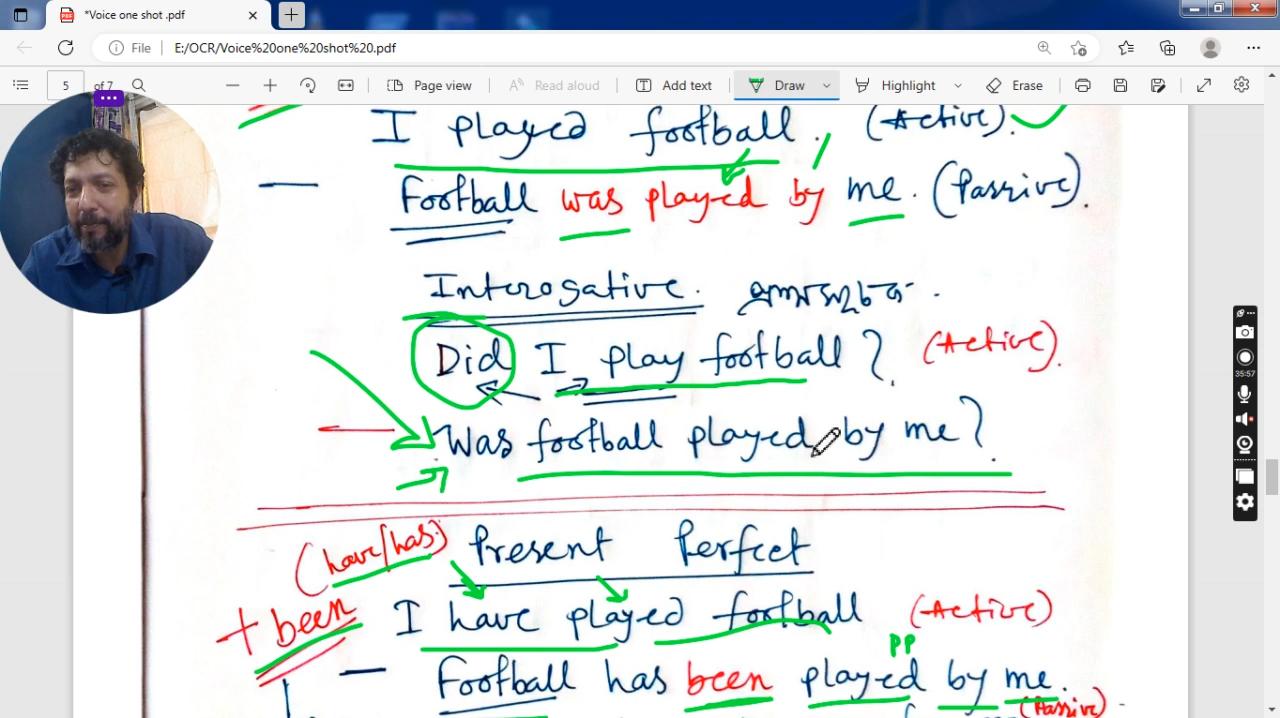 *Voice one shot .pdf
File E:/OCR/Voice%20one%20shot%20.pdf
5 of 7 Page view Read aloud Add text Draw Highlight Erase
I played football. (Active).
— Football was played by me. (Passive).
Interogative.
Did I play football? (Active).
Was football played by me?
(have/has) Present Perfect
+ been I have played football (Active)
PP
— Football has been played by me.
(Passive)
35:57